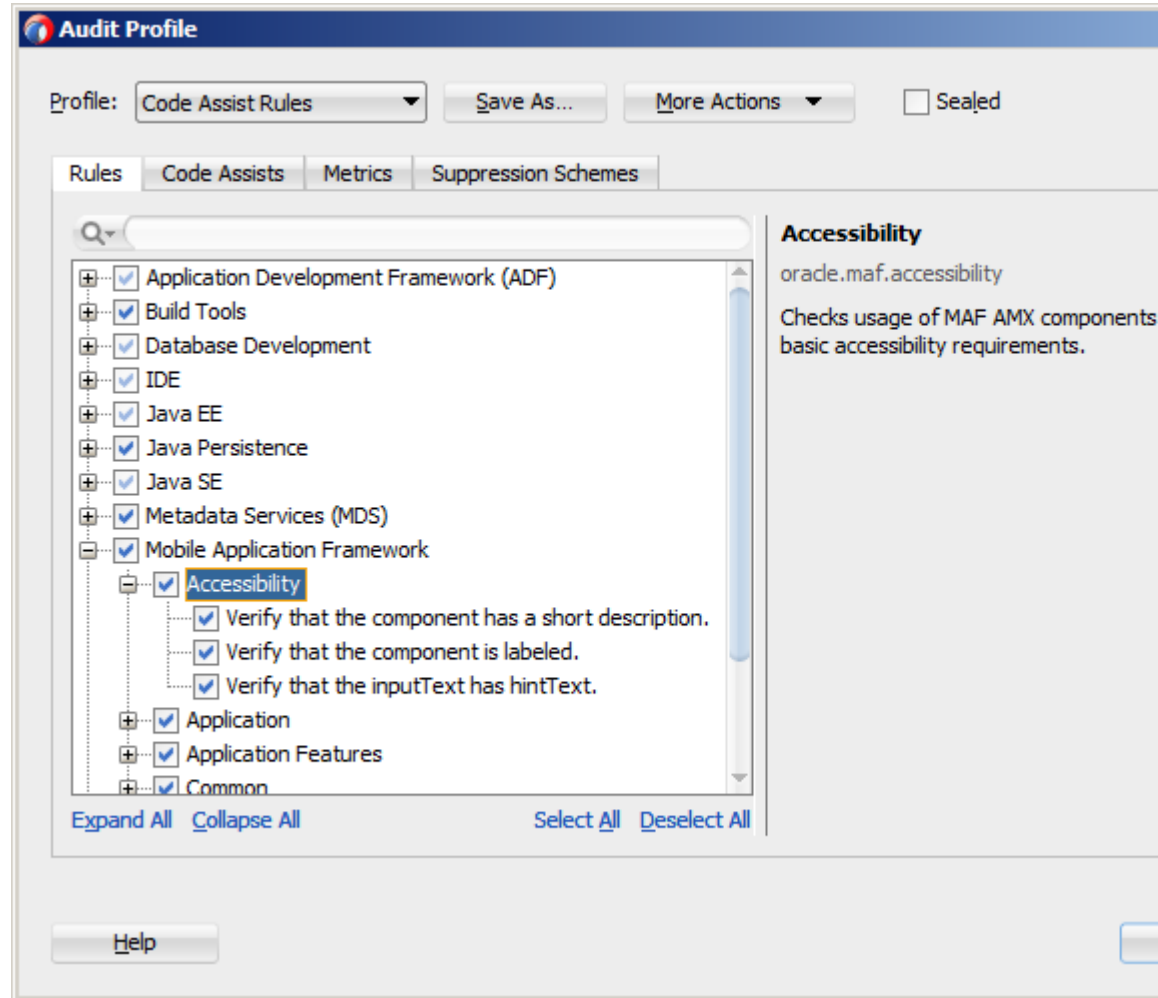 Audit Profile
Profile: Code Assist Rules Save As... More Actions Sealed
Rules Code Assists Metrics Suppression Schemes
Accessibility
oracle.maf.accessibility
Checks usage of MAF AMX components
basic accessibility requirements.
Application Development Framework (ADF)
Build Tools
Database Development
IDE
Java EE
Java Persistence
Java SE
Metadata Services (MDS)
Mobile Application Framework
Accessibility
Verify that the component has a short description.
Verify that the component is labeled.
Verify that the inputText has hintText.
Application
Application Features
Common
Expand All Collapse All Select All Deselect All
Help